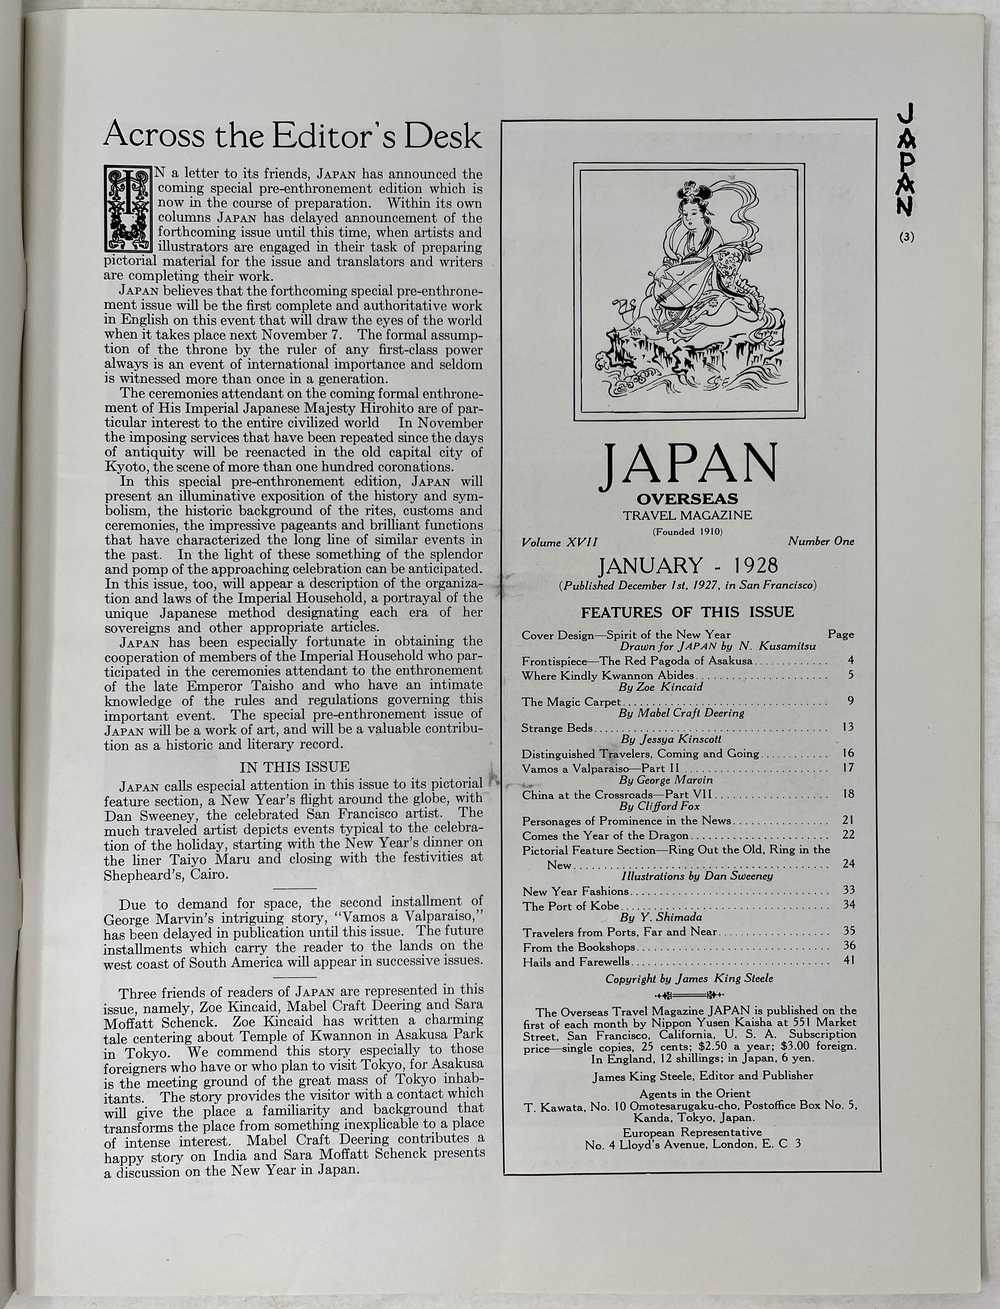 Across the Editor's Desk
IN a letter to its friends, JAPAN has announced the
coming special pre-enthronement edition which is
now in the course of preparation. Within its own
columns JAPAN has delayed announcement of the
forthcoming issue until this time, when artists and
illustrators are engaged in their task of preparing
pictorial material for the issue and translators and writers
are completing their work.
JAPAN believes that the forthcoming special pre-enthrone-
ment issue will be the first complete and authoritative work
in English on this event that will draw the eyes of the world
when it takes place next November 7. The formal assump-
tion of the throne by the ruler of any first-class power
always is an event of international importance and seldom
is witnessed more than once in a generation.
The ceremonies attendant on the coming formal enthrone-
ment of His Imperial Japanese Majesty Hirohito are of par-
ticular interest to the entire civilized world In November
the imposing services that have been repeated since the days
of antiquity will be reenacted in the old capital city of
Kyoto, the scene of more than one hundred coronations.
In this special pre-enthronement edition, JAPAN will
present an illuminative exposition of the history and sym-
bolism, the historic background of the rites, customs and
ceremonies, the impressive pageants and brilliant functions
that have characterized the long line of similar events in
the past. In the light of these something of the splendor
and pomp of the approaching celebration can be anticipated.
In this issue, too, will appear a description of the organiza-
tion and laws of the Imperial Household, a portrayal of the
unique Japanese method designating each era of her
sovereigns and other appropriate articles.
JAPAN has been especially fortunate in obtaining the
cooperation of members of the Imperial Household who par-
ticipated in the ceremonies attendant to the enthronement
of the late Emperor Taisho and who have an intimate
knowledge of the rules and regulations governing this
important event. The special pre-enthronement issue of
JAPAN will be a work of art, and will be a valuable contribu-
tion as a historic and literary record.
IN THIS ISSUE
JAPAN calls especial attention in this issue to its pictorial
feature section, a New Year's flight around the globe, with
Dan Sweeney, the celebrated San Francisco artist. The
much traveled artist depicts events typical to the celebra-
tion of the holiday, starting with the New Year's dinner on
the liner Taiyo Maru and closing with the festivities at
Shepheard's, Cairo.
Due to demand for space, the second installment of
George Marvin's intriguing story, "Vamos a Valparaiso,"
has been delayed in publication until this issue. The future
installments which carry the reader to the lands on the
west coast of South America will appear in successive issues.
Three friends of readers of JAPAN are represented in this
issue, namely, Zoe Kincaid, Mabel Craft Deering and Sara
Moffatt Schenck. Zoe Kincaid has written a charming
tale centering about Temple of Kwannon in Asakusa Park
in Tokyo. We commend this story especially to those
foreigners who have or who plan to visit Tokyo, for Asakusa
is the meeting ground of the great mass of Tokyo inhab-
itants. The story provides the visitor with a contact which
will give the place a familiarity and background that
transforms the place from something inexplicable to a place
of intense interest. Mabel Craft Deering contributes a
happy story on India and Sara Moffatt Schenck presents
a discussion on the New Year in Japan.
JAPAN
OVERSEAS
TRAVEL MAGAZINE
(Founded 1910)
Volume XVII Number One
JANUARY - 1928
(Published December 1st, 1927, in San Francisco)
FEATURES OF THIS ISSUE
Cover Design—Spirit of the New Year Page
Drawn for JAPAN by N. Kusamitsu
Frontispiece—The Red Pagoda of Asakusa............. 4
Where Kindly Kwannon Abides....................... 5
By Zoe Kincaid
The Magic Carpet................................... 9
By Mabel Craft Deering
Strange Beds........................................ 13
By Jessya Kinscott
Distinguished Travelers, Coming and Going............ 16
Vamos a Valparaiso—Part II......................... 17
By George Marvin
China at the Crossroads—Part VII.................... 18
By Clifford Fox
Personages of Prominence in the News................ 21
Comes the Year of the Dragon........................ 22
Pictorial Feature Section—Ring Out the Old, Ring in the
New............................................ 24
Illustrations by Dan Sweeney
New Year Fashions.................................. 33
The Port of Kobe.................................... 34
By Y. Shimada
Travelers from Ports, Far and Near................... 35
From the Bookshops................................. 36
Hails and Farewells.................................. 41
Copyright by James King Steele
The Overseas Travel Magazine JAPAN is published on the
first of each month by Nippon Yusen Kaisha at 551 Market
Street, San Francisco, California, U. S. A. Subscription
price—single copies, 25 cents; $2.50 a year; $3.00 foreign.
In England, 12 shillings; in Japan, 6 yen.
James King Steele, Editor and Publisher
Agents in the Orient
T. Kawata, No. 10 Omotesarugaku-cho, Postoffice Box No. 5,
Kanda, Tokyo, Japan.
European Representative
No. 4 Lloyd's Avenue, London, E. C 3
JAPAN
(3)